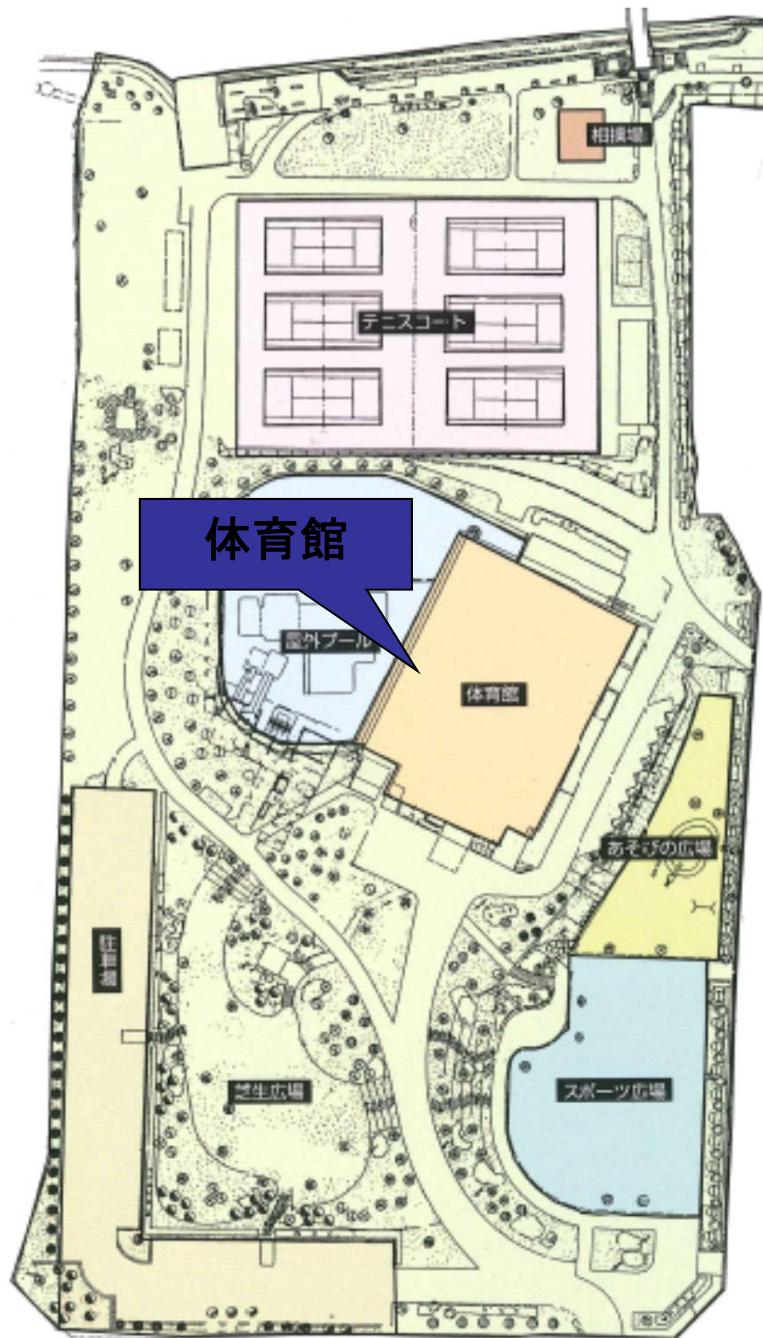 相撲場
テニスコート
体育館
屋外プール
体育館
あそびの広場
駐車場
芝生広場
スポーツ広場